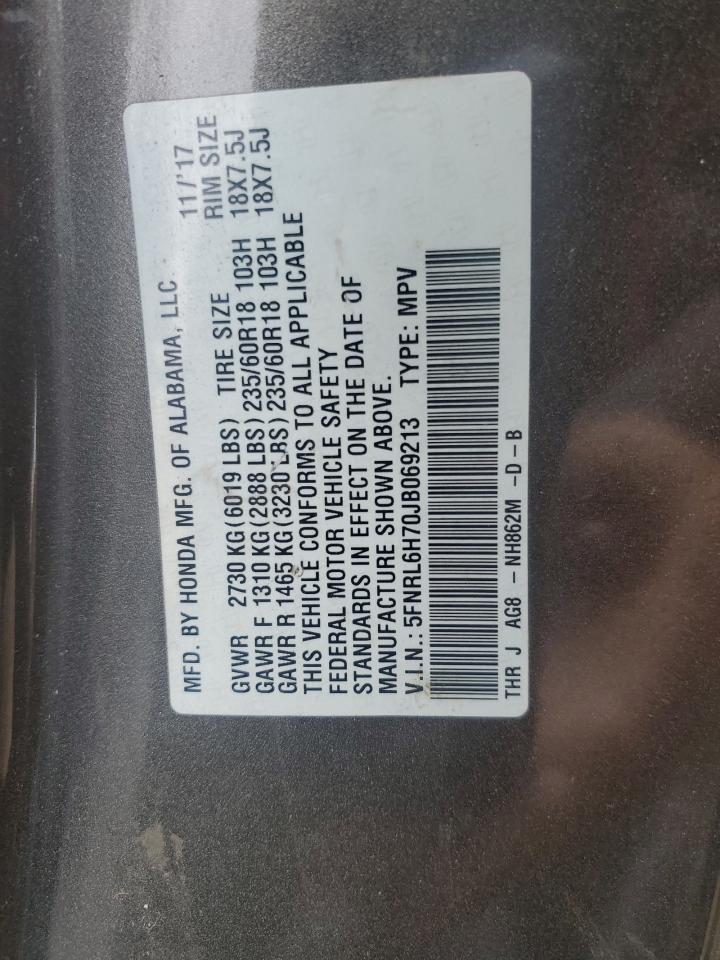 MFD. BY HONDA MFG. OF ALABAMA, LLC 11/'17
GVWR 2730 KG(6019 LBS) TIRE SIZE RIM SIZE
GAWR F 1310 KG(2888 LBS) 235/60R18 103H 18X7.5J
GAWR R 1465 KG(3230 LBS) 235/60R18 103H 18X7.5J
THIS VEHICLE CONFORMS TO ALL APPLICABLE
FEDERAL MOTOR VEHICLE SAFETY
STANDARDS IN EFFECT ON THE DATE OF
MANUFACTURE SHOWN ABOVE.
V.I.N.: 5FNRL6H70JB069213 TYPE: MPV
THR J AG8 - NH862M -D-B